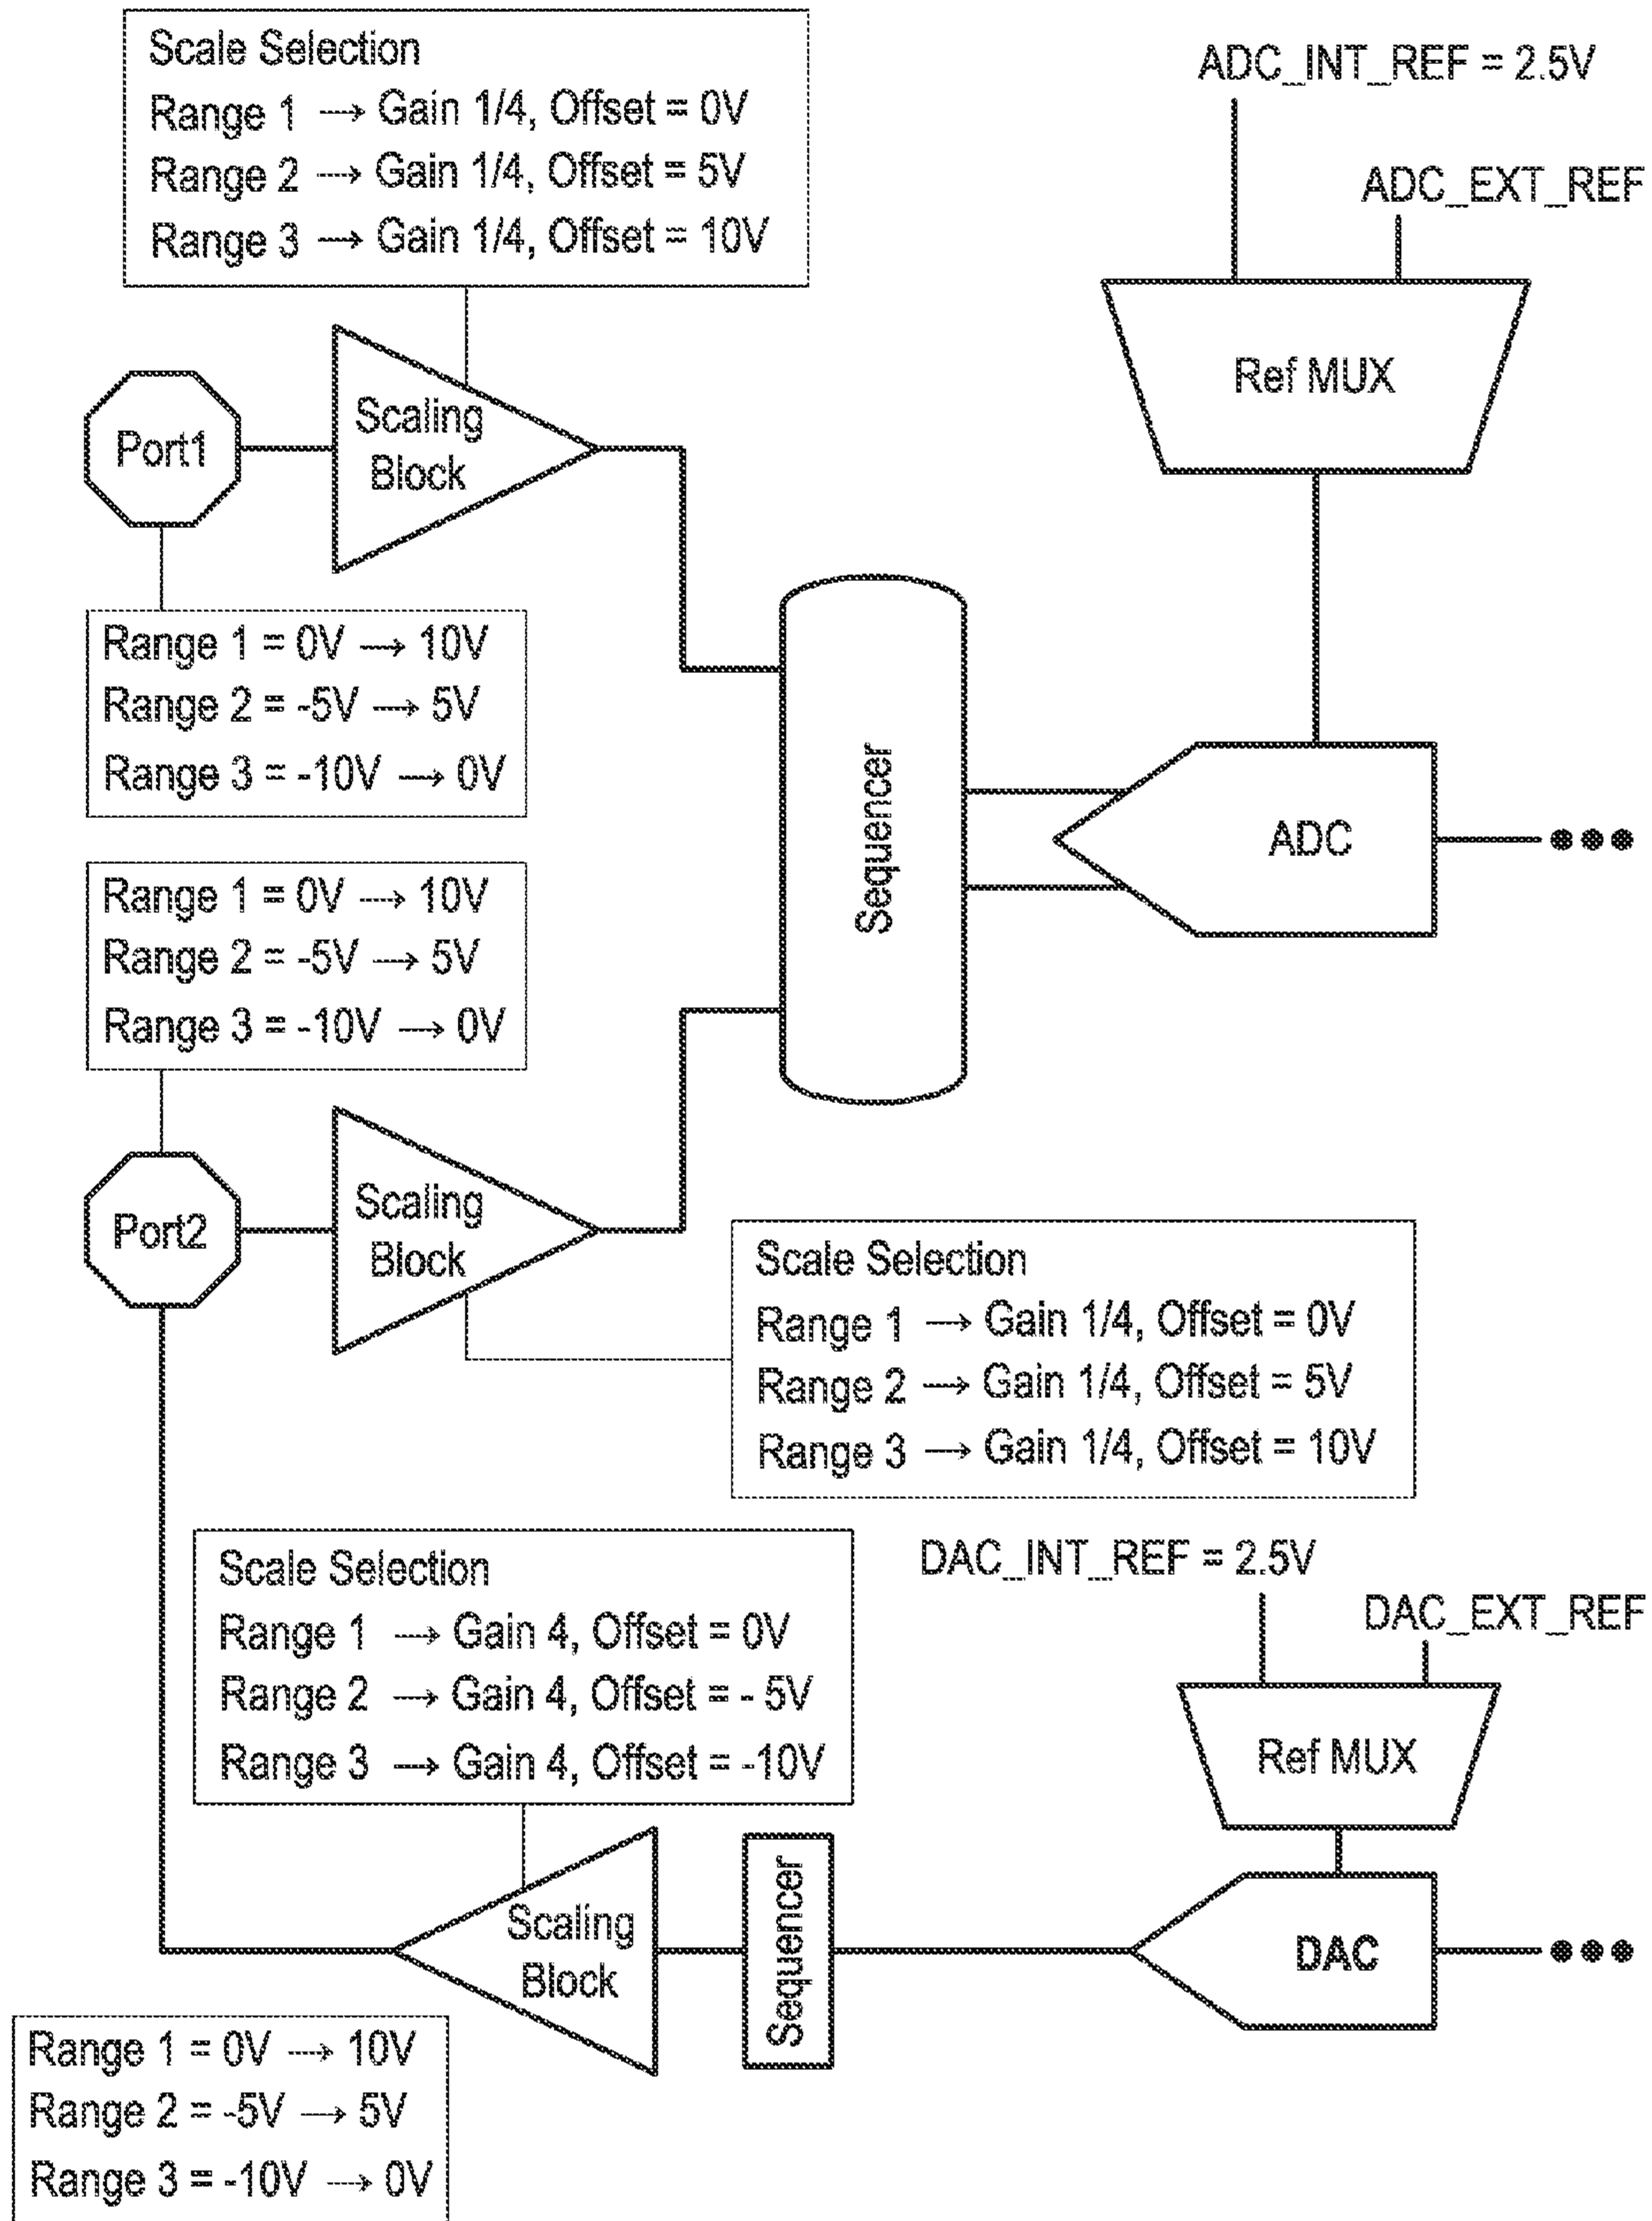 Scale Selection
Range 1 → Gain 1/4, Offset = 0V
Range 2 → Gain 1/4, Offset = 5V
Range 3 → Gain 1/4, Offset = 10V
ADC_INT_REF = 2.5V
ADC_EXT_REF
Ref MUX
Port1
Scaling
Block
Range 1 = 0V → 10V
Range 2 = -5V → 5V
Range 3 = -10V → 0V
Sequencer
ADC
Range 1 = 0V → 10V
Range 2 = -5V → 5V
Range 3 = -10V → 0V
Port2
Scaling
Block
Scale Selection
Range 1 → Gain 1/4, Offset = 0V
Range 2 → Gain 1/4, Offset = 5V
Range 3 → Gain 1/4, Offset = 10V
Scale Selection
Range 1 → Gain 4, Offset = 0V
Range 2 → Gain 4, Offset = - 5V
Range 3 → Gain 4, Offset = -10V
DAC_INT_REF = 2.5V
DAC_EXT_REF
Ref MUX
Scaling
Block
Sequencer
DAC
Range 1 = 0V → 10V
Range 2 = -5V → 5V
Range 3 = -10V → 0V